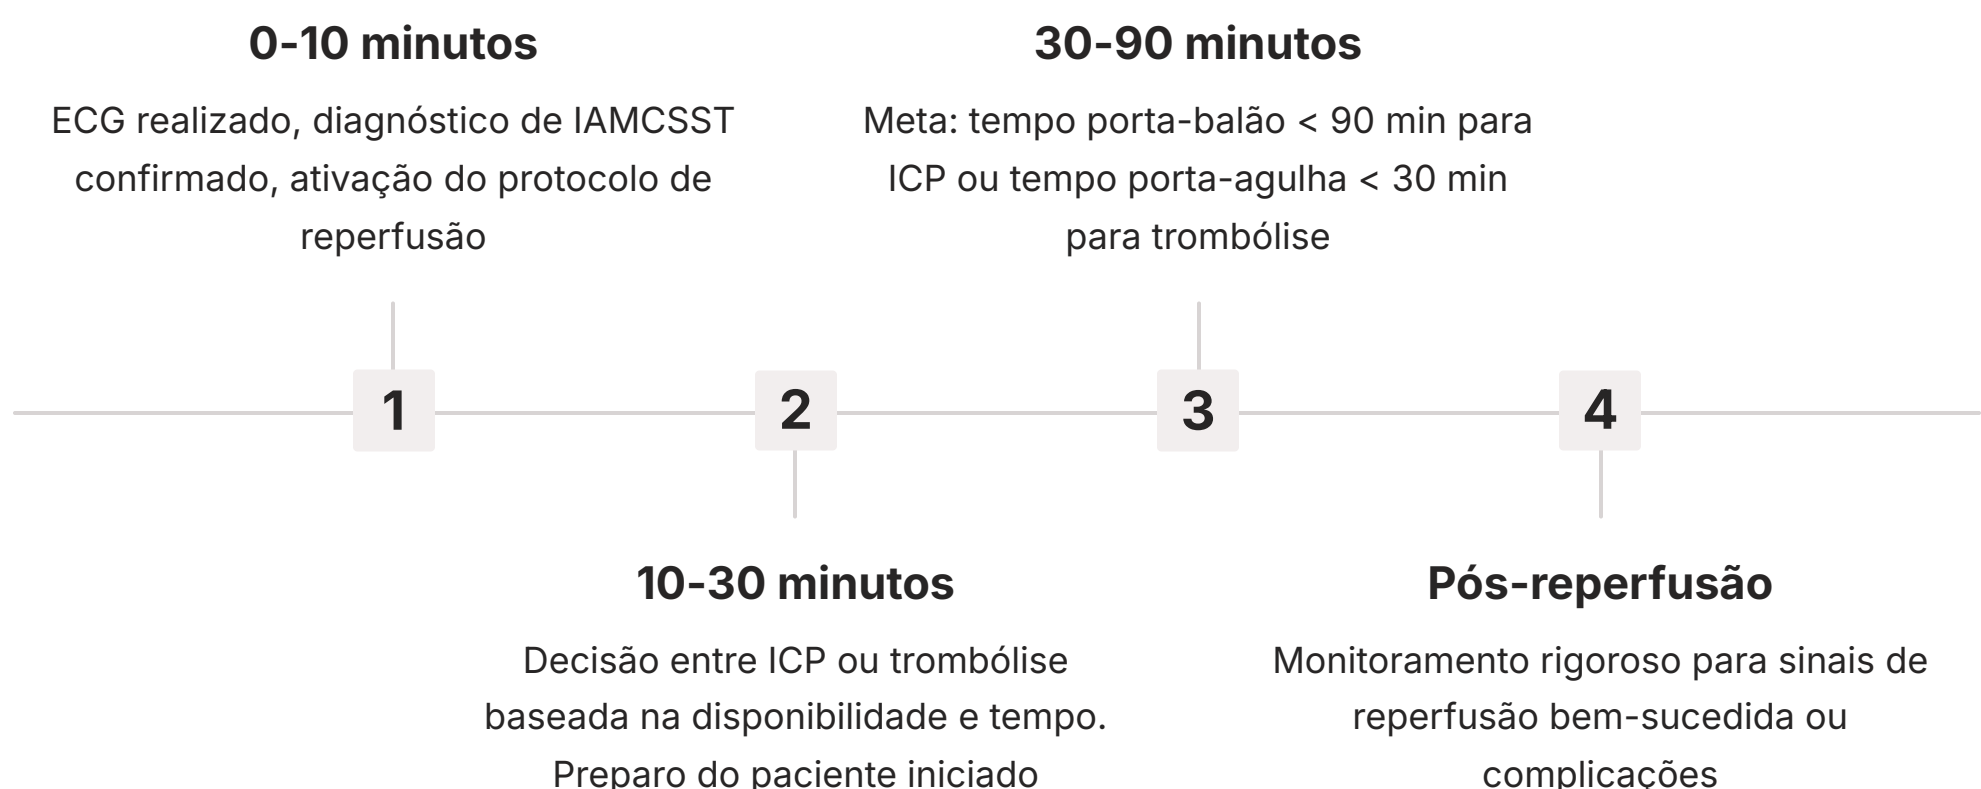 0-10 minutos
ECG realizado, diagnóstico de IAMCSST
confirmado, ativação do protocolo de
reperfusão
30-90 minutos
Meta: tempo porta-balão < 90 min para
ICP ou tempo porta-agulha < 30 min
para trombólise
1
2
3
4
10-30 minutos
Decisão entre ICP ou trombólise
baseada na disponibilidade e tempo.
Preparo do paciente iniciado
Pós-reperfusão
Monitoramento rigoroso para sinais de
reperfusão bem-sucedida ou
complicações